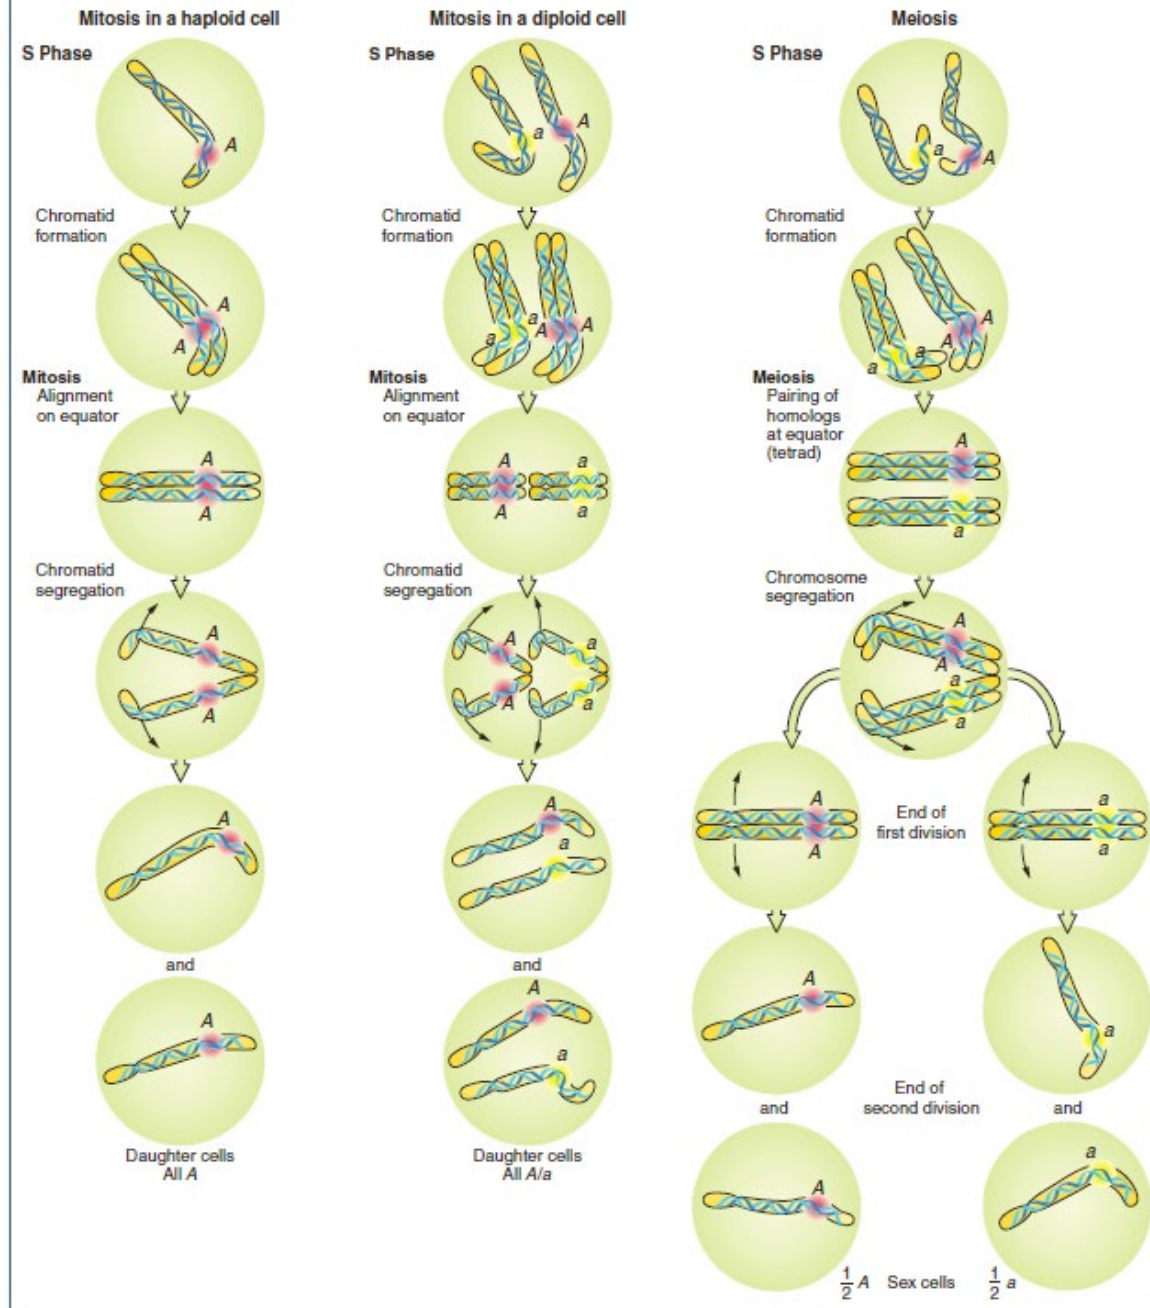 Mitosis in a haploid cell
S Phase
A
Chromatid
formation
A
A
Mitosis
Alignment
on equator
A
A
Chromatid
segregation
A
A
A
and
A
Daughter cells
All A
Mitosis in a diploid cell
S Phase
a
A
Chromatid
formation
a
a
A
A
Mitosis
Alignment
on equator
A
a
A
a
Chromatid
segregation
A
a
A
a
A
a
and
A
a
Daughter cells
All A/a
Meiosis
S Phase
a
A
Chromatid
formation
A
A
a
a
Meiosis
Pairing of
homologs
at equator
(tetrad)
A
a
Chromosome
segregation
A
A
a
a
A
A
End of
first division
a
a
A
a
and
End of
second division
and
A
a
1/2 A Sex cells 1/2 a